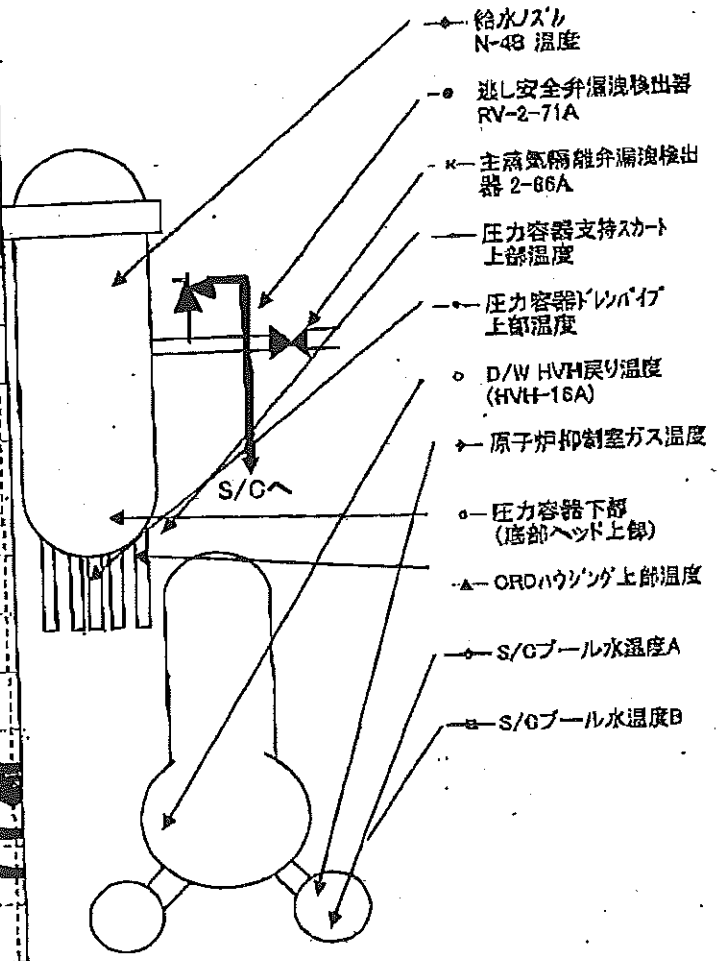 給水ノズル
N-4B 温度
逃し安全弁漏洩検出器
RV-2-71A
主蒸気隔離弁漏洩検出
器 2-86A
圧力容器支持スカート
上部温度
圧力容器ドレンパイプ
上部温度
D/W HVH戻り温度
(HVH-16A)
原子炉抑制室ガス温度
S/Cへ
圧力容器下部
(底部ヘッド上部)
CRDハウジング上部温度
S/Cプール水温度A
S/Cプール水温度B